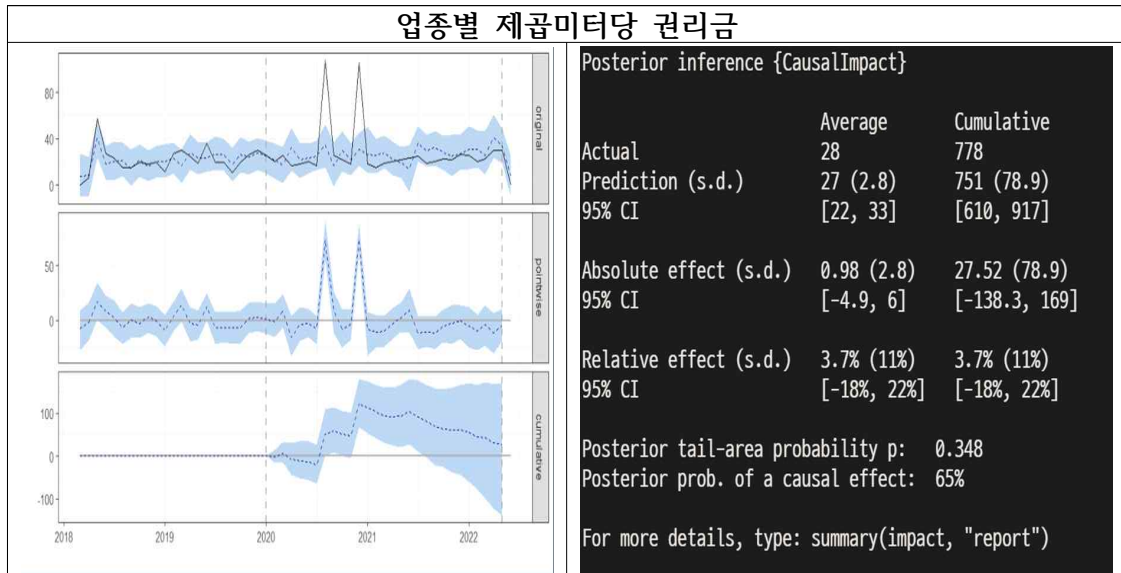 업종별 제곱미터당 권리금
80
40
0
original
50
0
pointwise
100
0
-100
cumulative
2018 2019 2020 2021 2022
Posterior inference {CausalImpact}
Average Cumulative
Actual 28 778
Prediction (s.d.) 27 (2.8) 751 (78.9)
95% CI [22, 33] [610, 917]
Absolute effect (s.d.) 0.98 (2.8) 27.52 (78.9)
95% CI [-4.9, 6] [-138.3, 169]
Relative effect (s.d.) 3.7% (11%) 3.7% (11%)
95% CI [-18%, 22%] [-18%, 22%]
Posterior tail-area probability p: 0.348
Posterior prob. of a causal effect: 65%
For more details, type: summary(impact, "report")